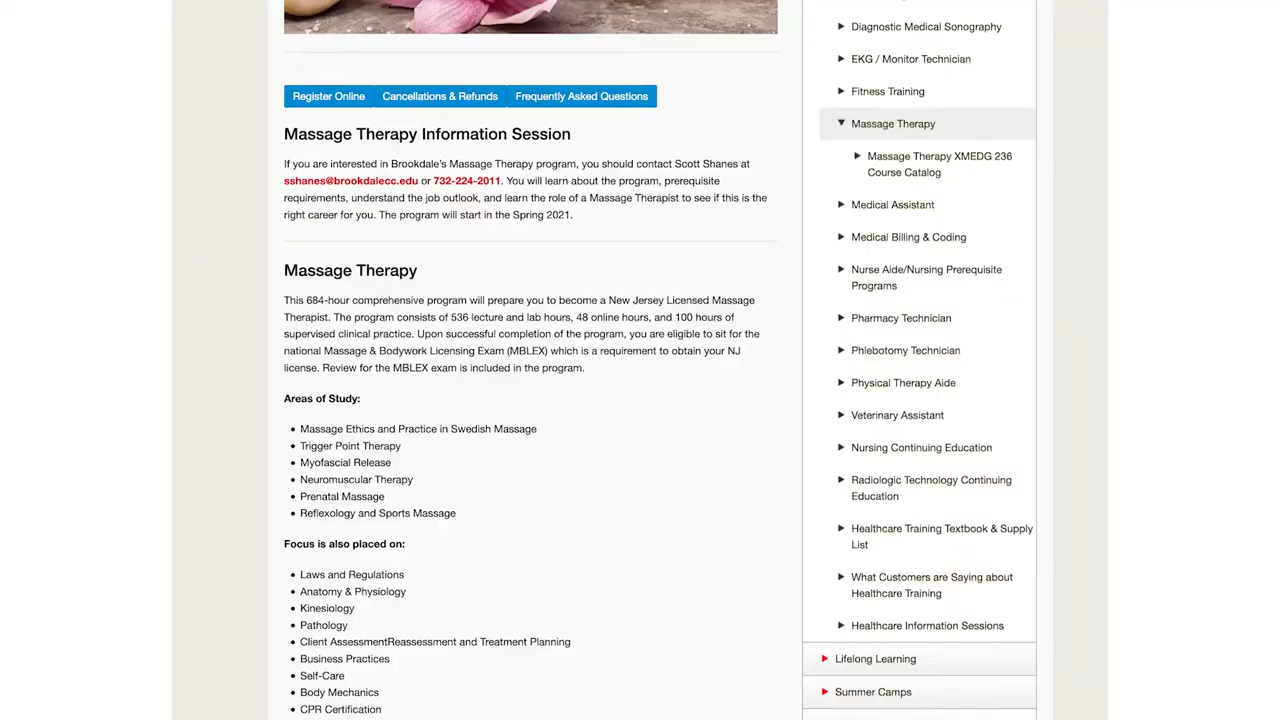 Register Online
Cancellations & Refunds
Frequently Asked Questions
Massage Therapy Information Session
If you are interested in Brookdale's Massage Therapy program, you should contact Scott Shanes at
sshanes@brookdalecc.edu or 732-224-2011. You will learn about the program, prerequisite
requirements, understand the job outlook, and learn the role of a Massage Therapist to see if this is the
right career for you. The program will start in the Spring 2021.
Massage Therapy
This 684-hour comprehensive program will prepare you to become a New Jersey Licensed Massage
Therapist. The program consists of 536 lecture and lab hours, 48 online hours, and 100 hours of
supervised clinical practice. Upon successful completion of the program, you are eligible to sit for the
national Massage & Bodywork Licensing Exam (MBLEX) which is a requirement to obtain your NJ
license. Review for the MBLEX exam is included in the program.
Areas of Study:
Massage Ethics and Practice in Swedish Massage
Trigger Point Therapy
Myofascial Release
Neuromuscular Therapy
Prenatal Massage
Reflexology and Sports Massage
Focus is also placed on:
Laws and Regulations
Anatomy & Physiology
Kinesiology
Pathology
Client AssessmentReassessment and Treatment Planning
Business Practices
Self-Care
Body Mechanics
CPR Certification
Diagnostic Medical Sonography
EKG / Monitor Technician
Fitness Training
Massage Therapy
Massage Therapy XMEDG 236
Course Catalog
Medical Assistant
Medical Billing & Coding
Nurse Aide/Nursing Prerequisite
Programs
Pharmacy Technician
Phlebotomy Technician
Physical Therapy Aide
Veterinary Assistant
Nursing Continuing Education
Radiologic Technology Continuing
Education
Healthcare Training Textbook & Supply
List
What Customers are Saying about
Healthcare Training
Healthcare Information Sessions
Lifelong Learning
Summer Camps